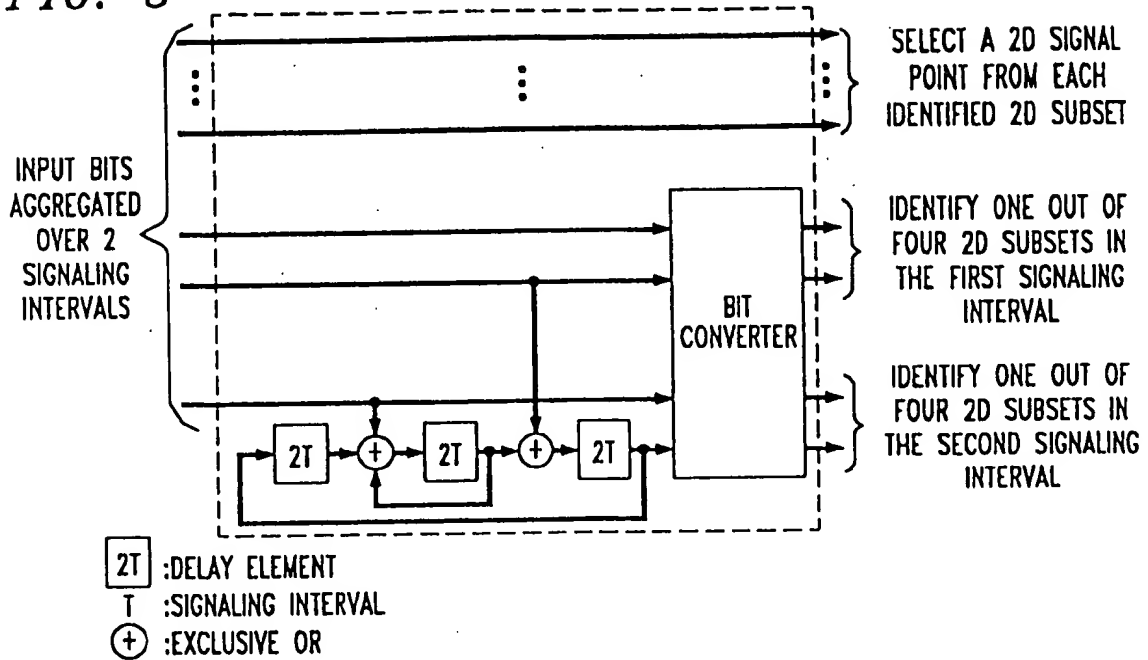 FIG. 3
INPUT BITS
AGGREGATED
OVER 2
SIGNALING
INTERVALS
SELECT A 2D SIGNAL
POINT FROM EACH
IDENTIFIED 2D SUBSET
IDENTIFY ONE OUT OF
FOUR 2D SUBSETS IN
THE FIRST SIGNALING
INTERVAL
BIT
CONVERTER
IDENTIFY ONE OUT OF
FOUR 2D SUBSETS IN
THE SECOND SIGNALING
INTERVAL
2T
+
2T
+
2T
2T :DELAY ELEMENT
T :SIGNALING INTERVAL
+ :EXCLUSIVE OR